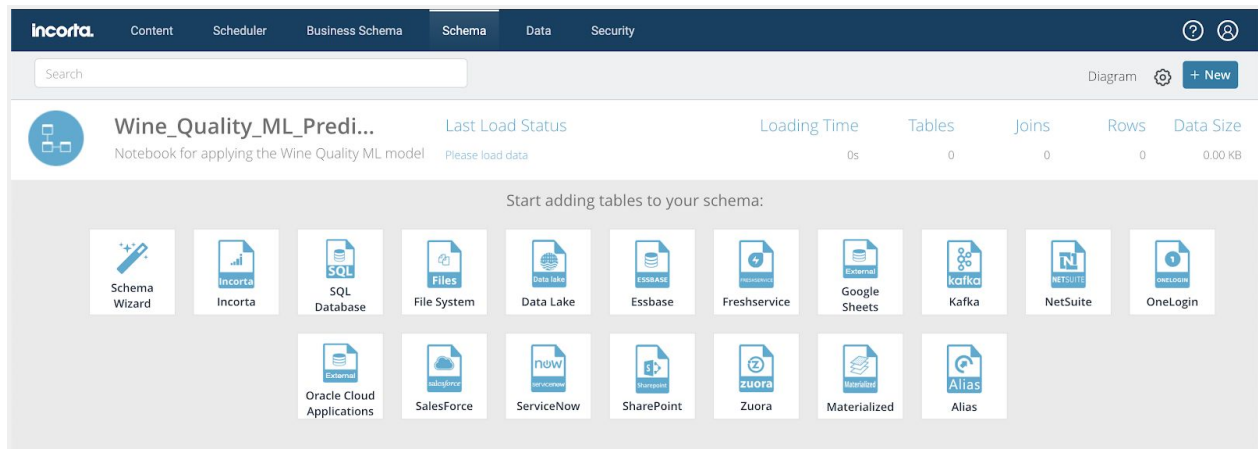 incorta.
Content
Scheduler
Business Schema
Schema
Data
Security
Search
Diagram
+ New
Wine_Quality_ML_Predi...
Notebook for applying the Wine Quality ML model
Last Load Status
Please load data
Loading Time
0s
Tables
0
Joins
0
Rows
0
Data Size
0.00 KB
Start adding tables to your schema:
Schema
Wizard
Incorta
Incorta
SQL
SQL
Database
Files
File System
Data lake
Data Lake
ESSBASE
Essbase
FRESHSERVICE
Freshservice
External
Google
Sheets
kafka
Kafka
N
NETSUITE
NetSuite
1
ONELOGIN
OneLogin
External
Oracle Cloud
Applications
salesforce
SalesForce
now
servicenow
ServiceNow
S
Sharepoint
SharePoint
Z
zuora
Zuora
Materialized
Materialized
Alias
Alias